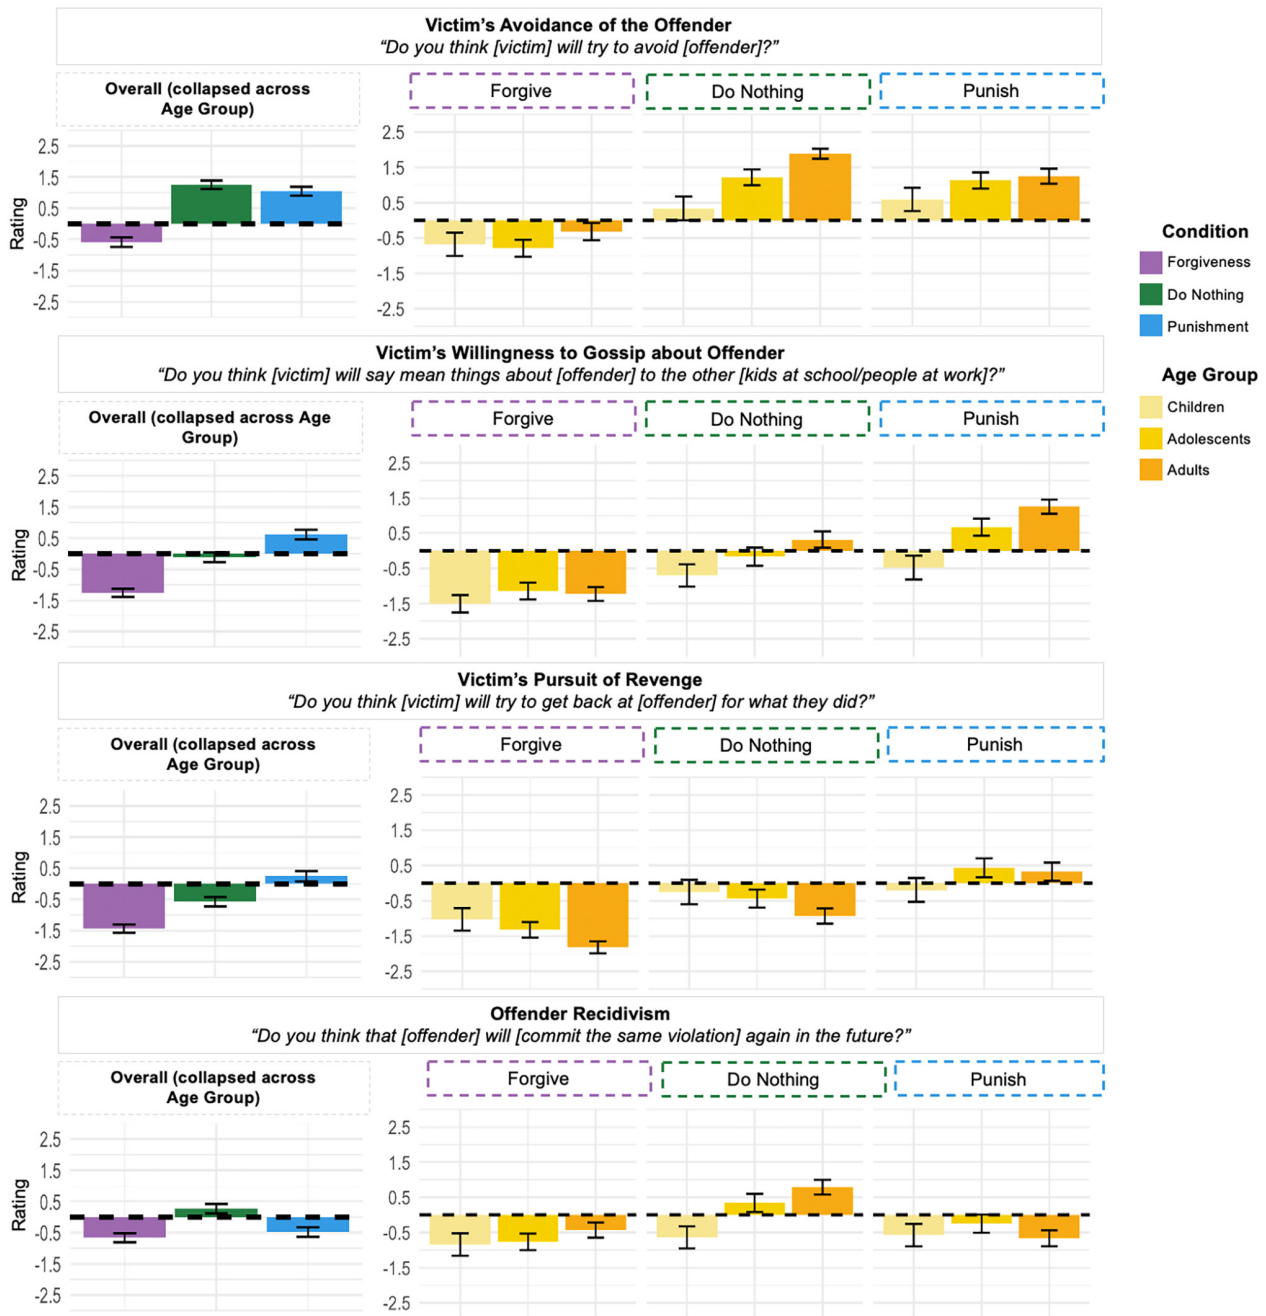 Victim’s Avoidance of the Offender
“Do you think [victim] will try to avoid [offender]?”
Overall (collapsed across
Age Group)
Forgive
Do Nothing
Punish
Rating
2.5
1.5
0.5
-0.5
-1.5
-2.5
2.5
1.5
0.5
-0.5
-1.5
-2.5
Condition
Forgiveness
Do Nothing
Punishment
Age Group
Children
Adolescents
Adults
Victim’s Willingness to Gossip about Offender
“Do you think [victim] will say mean things about [offender] to the other [kids at school/people at work]?”
Overall (collapsed across Age
Group)
Forgive
Do Nothing
Punish
Rating
2.5
1.5
0.5
-0.5
-1.5
-2.5
2.5
1.5
0.5
-0.5
-1.5
-2.5
Victim’s Pursuit of Revenge
“Do you think [victim] will try to get back at [offender] for what they did?”
Overall (collapsed across
Age Group)
Forgive
Do Nothing
Punish
Rating
2.5
1.5
0.5
-0.5
-1.5
-2.5
2.5
1.5
0.5
-0.5
-1.5
-2.5
Offender Recidivism
“Do you think that [offender] will [commit the same violation] again in the future?”
Overall (collapsed across
Age Group)
Forgive
Do Nothing
Punish
Rating
2.5
1.5
0.5
-0.5
-1.5
-2.5
2.5
1.5
0.5
-0.5
-1.5
-2.5